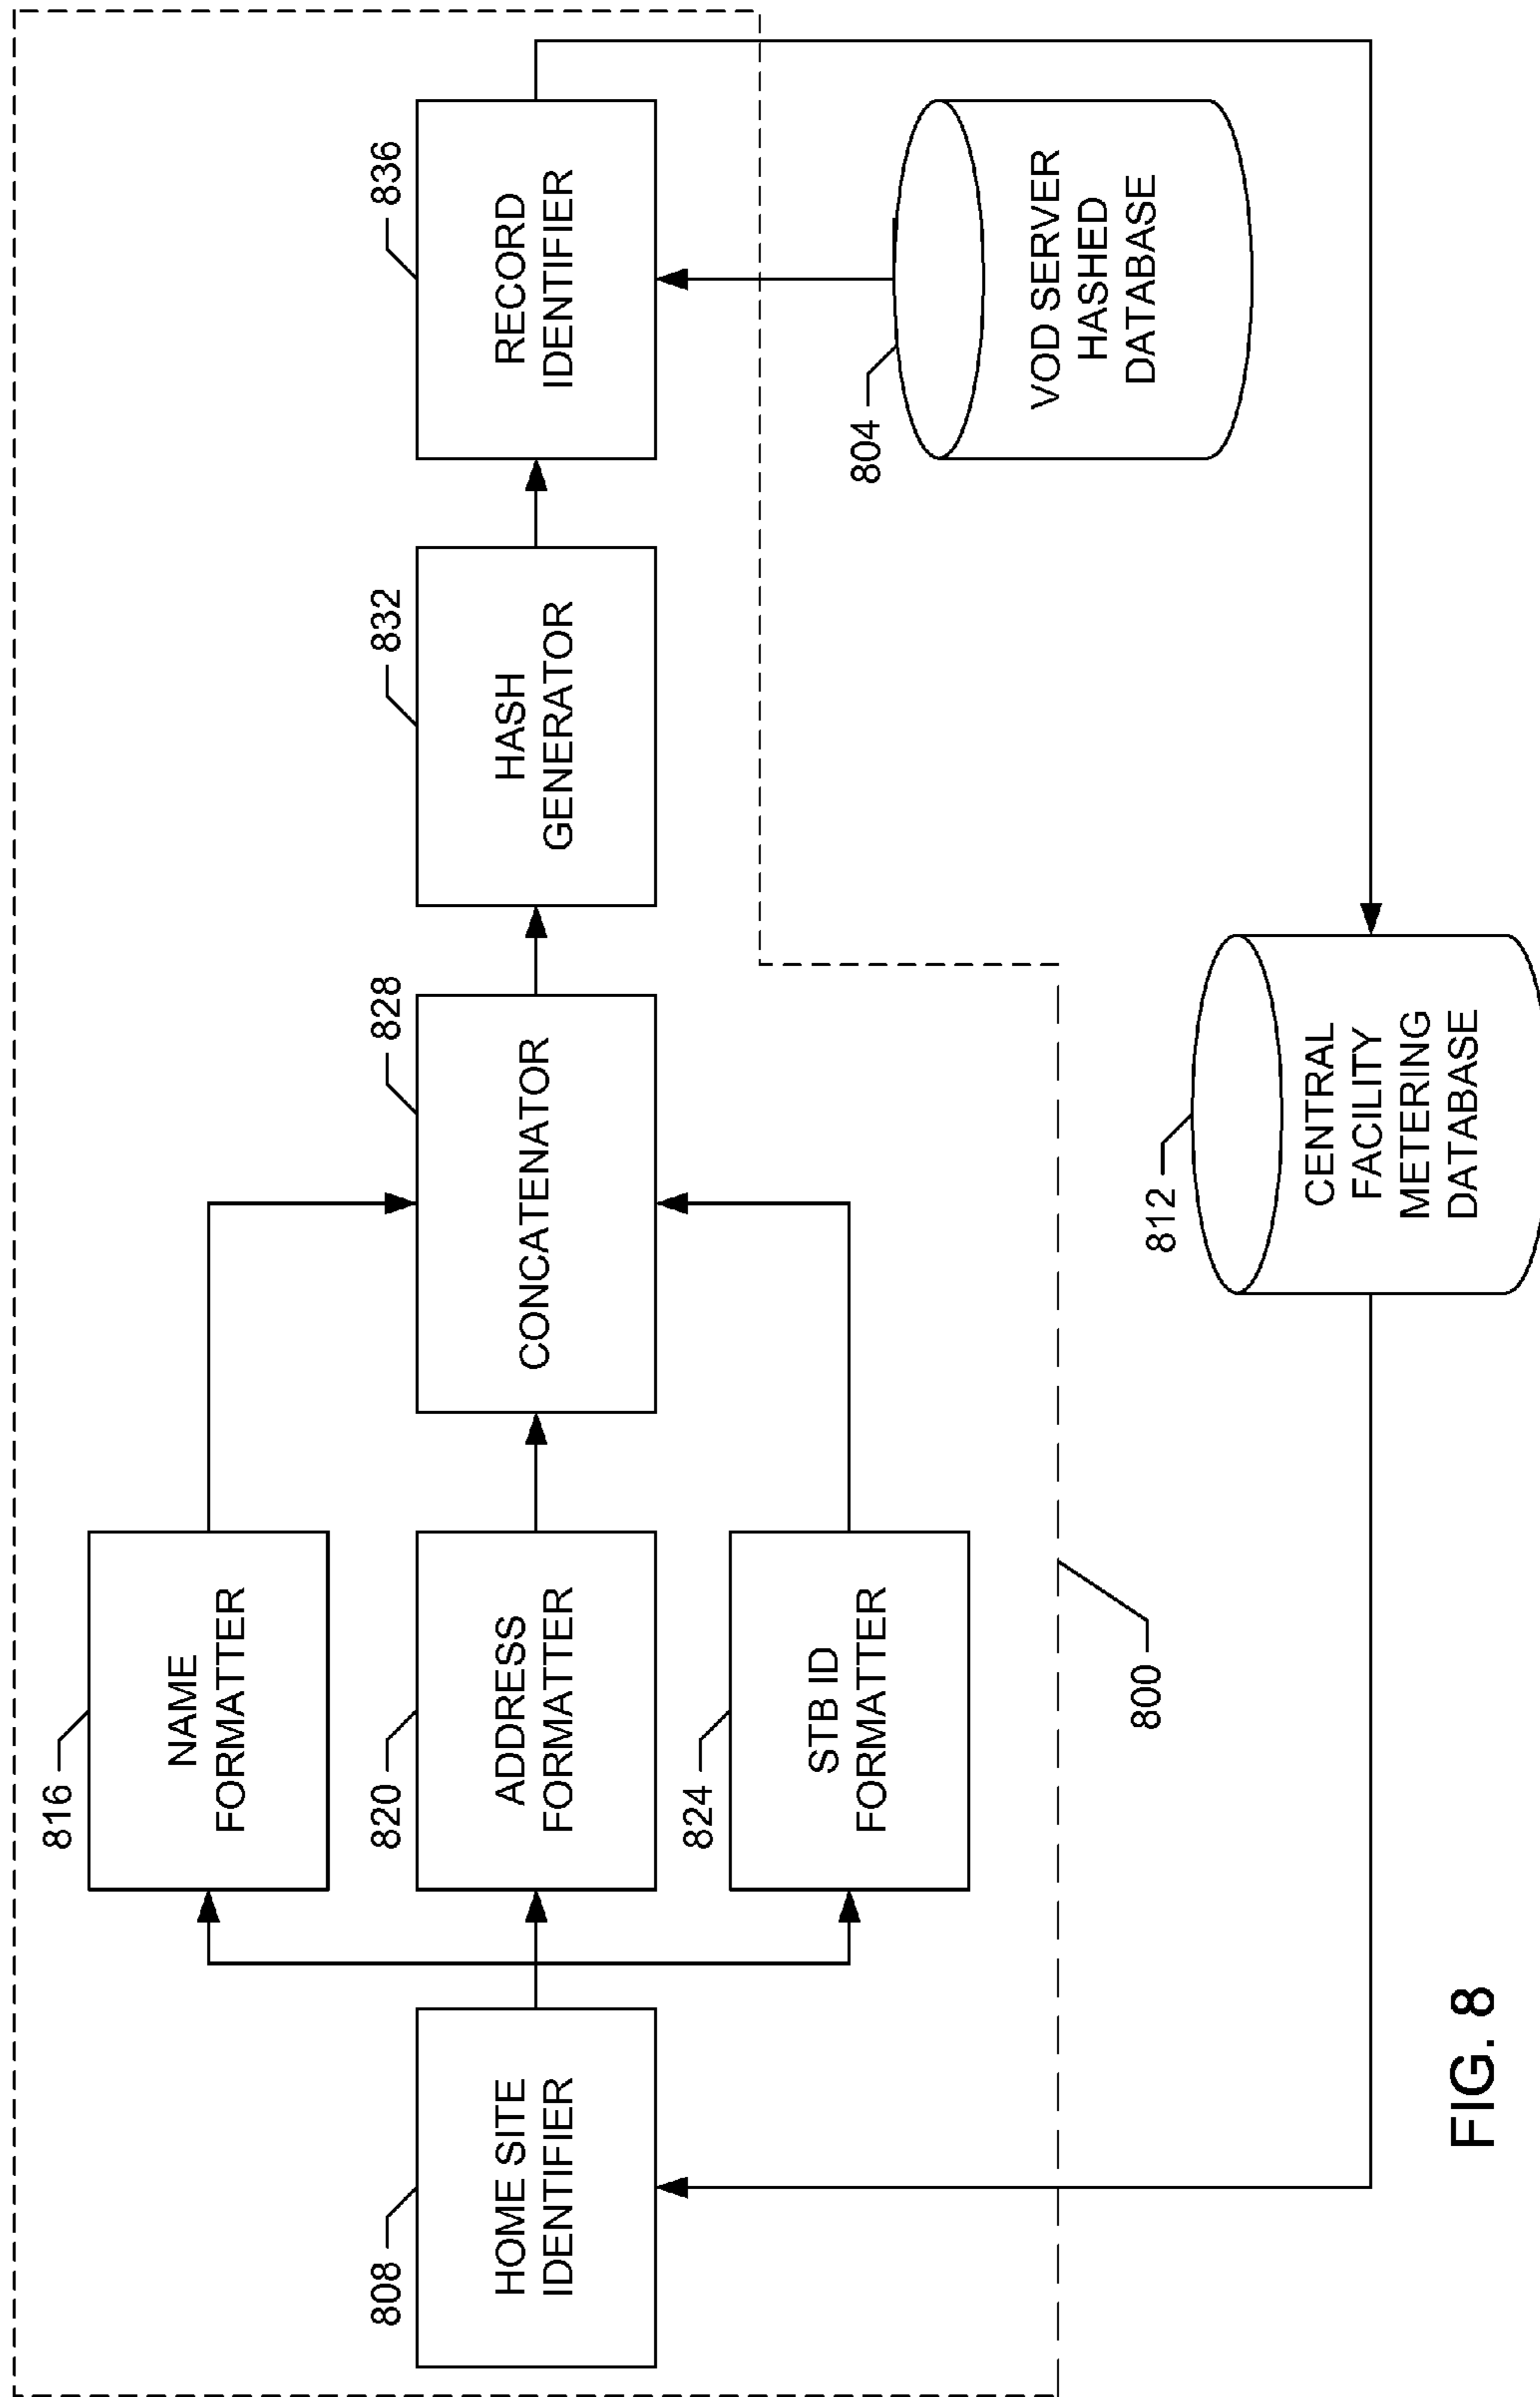 816
NAME
FORMATTER
808
HOME SITE
IDENTIFIER
820
ADDRESS
FORMATTER
828
CONCATENATOR
832
HASH
GENERATOR
836
RECORD
IDENTIFIER
824
STB ID
FORMATTER
804
VOD SERVER
HASHED
DATABASE
800
812
CENTRAL
FACILITY
METERING
DATABASE
FIG. 8